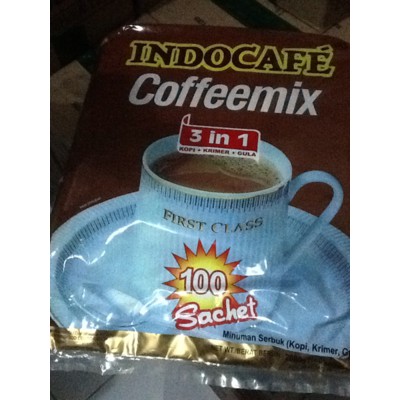 INDOCAFÉ
Coffeemix
3 in 1
KOPI + KRIMER + GULA
FIRST CLASS
100
Sachet
Minuman Serbuk (Kopi, Krimer,